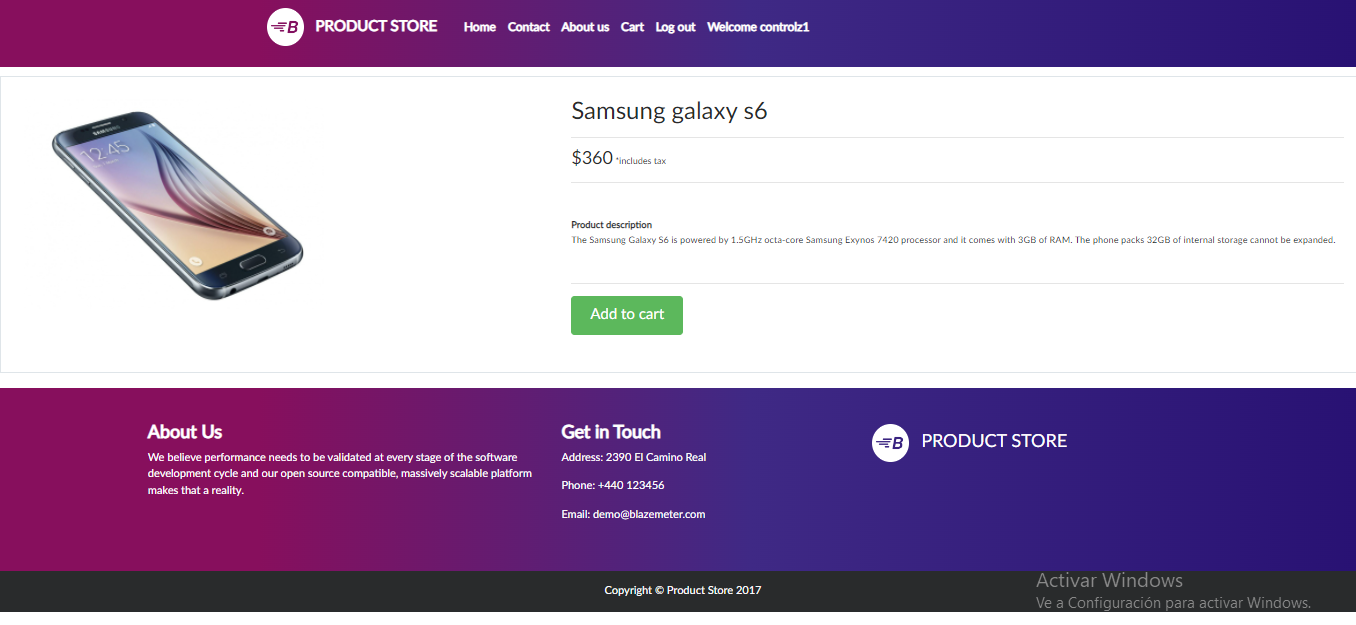 B PRODUCT STORE Home Contact About us Cart Log out Welcome controlz1
Samsung galaxy s6
$360 *includes tax
SAMSUNG
12:45
Product description
The Samsung Galaxy S6 is powered by 1.5GHz octa-core Samsung Exynos 7420 processor and it comes with 3GB of RAM. The phone packs 32GB of internal storage cannot be expanded.
Add to cart
About Us
We believe performance needs to be validated at every stage of the software
development cycle and our open source compatible, massively scalable platform
makes that a reality.
Get in Touch
Address: 2390 El Camino Real
Phone: +440 123456
Email: demo@blazemeter.com
B PRODUCT STORE
Copyright © Product Store 2017
Activar Windows
Ve a Configuración para activar Windows.